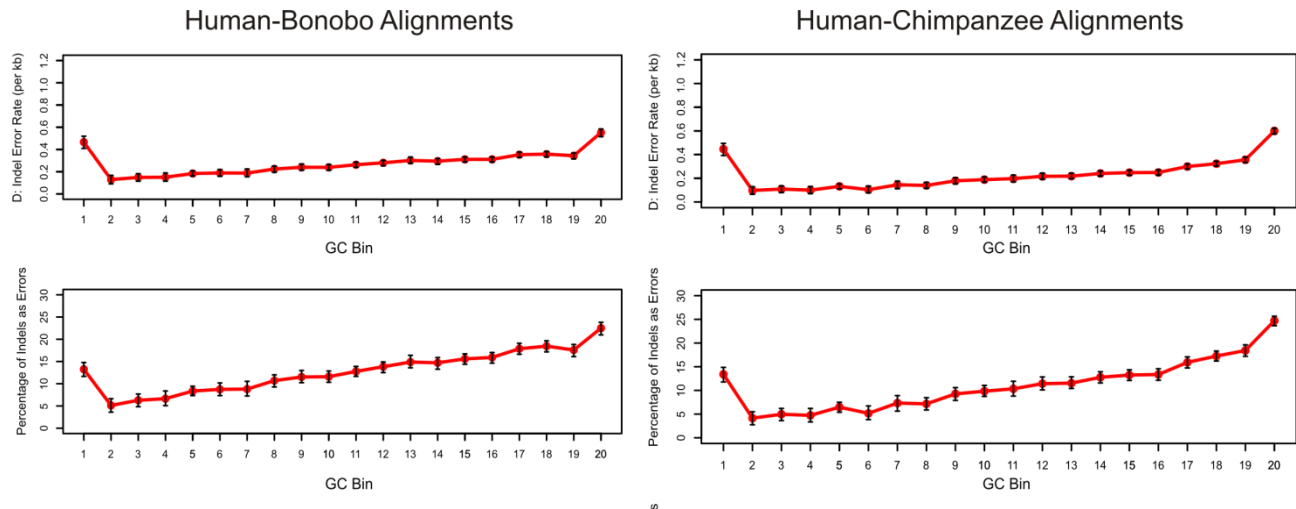 Human-Bonobo Alignments
Human-Chimpanzee Alignments
D: Indel Error Rate (per kb)
1.2
1.0
0.8
0.6
0.4
0.2
0.0
1 2 3 4 5 6 7 8 9 10 11 12 13 14 15 16 17 18 19 20
GC Bin
D: Indel Error Rate (per kb)
1.2
1.0
0.8
0.6
0.4
0.2
0.0
1 2 3 4 5 6 7 8 9 10 11 12 13 14 15 16 17 18 19 20
GC Bin
Percentage of Indels as Errors
30
25
20
15
10
5
0
1 2 3 4 5 6 7 8 9 10 11 12 13 14 15 16 17 18 19 20
GC Bin
Percentage of Indels as Errors
30
25
20
15
10
5
0
1 2 3 4 5 6 7 8 9 10 11 12 13 14 15 16 17 18 19 20
GC Bin
s